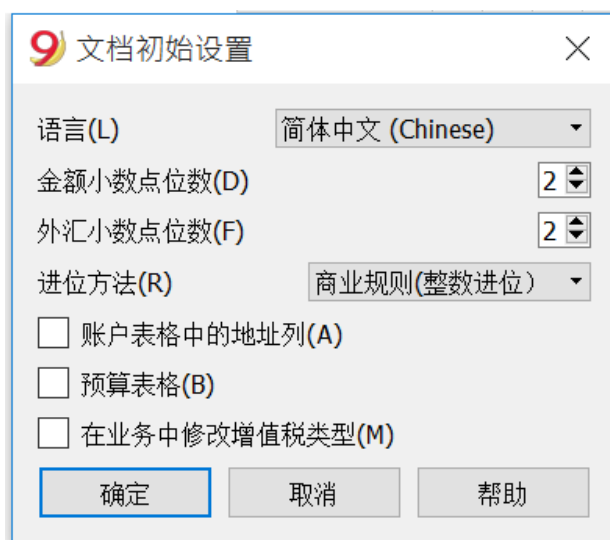 9 文档初始设置
语言(L) 简体中文 (Chinese)
金额小数点位数(D) 2
外汇小数点位数(F) 2
进位方法(R) 商业规则(整数进位）
账户表格中的地址列(A)
预算表格(B)
在业务中修改增值税类型(M)
确定 取消 帮助